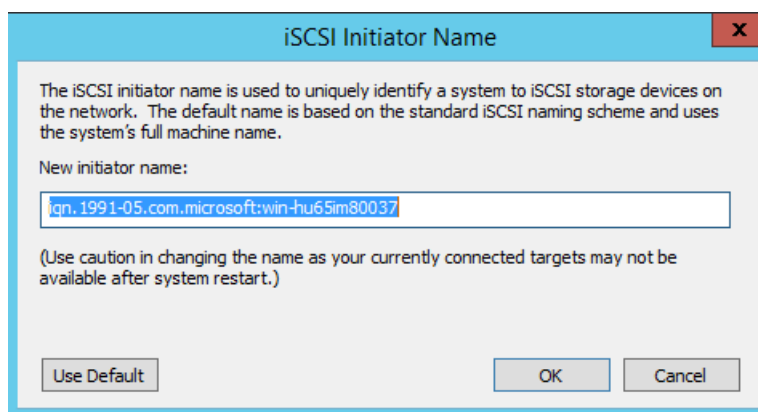 iSCSI Initiator Name
x
The iSCSI initiator name is used to uniquely identify a system to iSCSI storage devices on
the network. The default name is based on the standard iSCSI naming scheme and uses
the system's full machine name.
New initiator name:
iqn.1991-05.com.microsoft:win-hu65im80037
(Use caution in changing the name as your currently connected targets may not be
available after system restart.)
Use Default
OK
Cancel